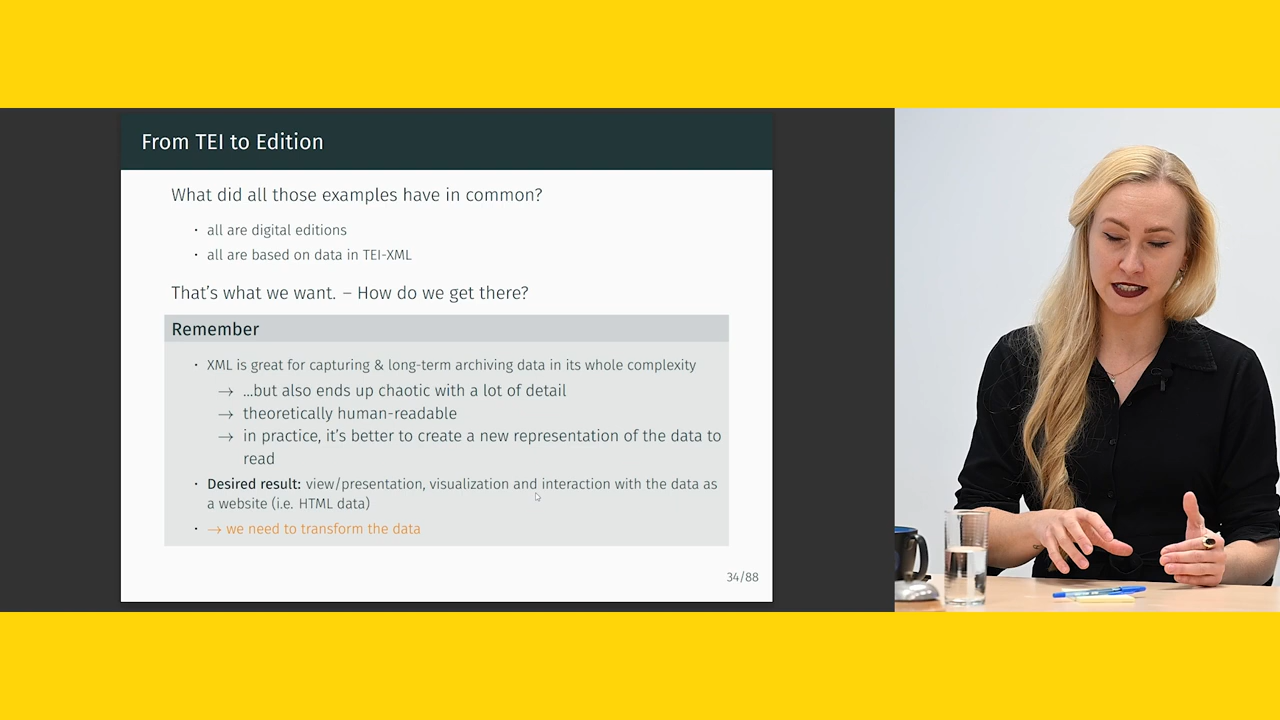 From TEI to Edition
What did all those examples have in common?
· all are digital editions
· all are based on data in TEI-XML
That's what we want. – How do we get there?
Remember
· XML is great for capturing & long-term archiving data in its whole complexity
→ ...but also ends up chaotic with a lot of detail
→ theoretically human-readable
→ in practice, it's better to create a new representation of the data to
read
· Desired result: view/presentation, visualization and interaction with the data as
a website (i.e. HTML data)
· → we need to transform the data
34/88